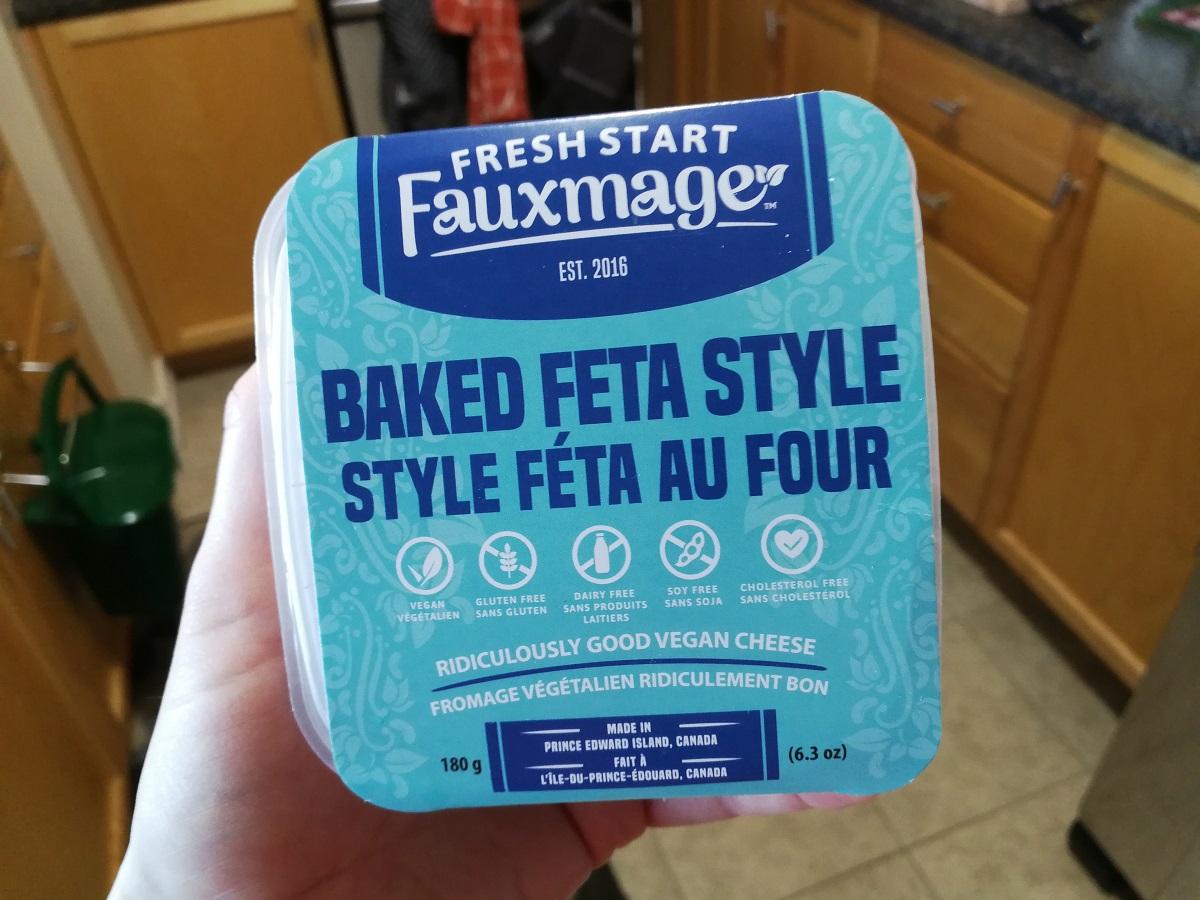 FRESH START
Fauxmage™
EST. 2016
BAKED FETA STYLE
STYLE FÉTA AU FOUR
VEGAN
VÉGÉTALIEN
GLUTEN FREE
SANS GLUTEN
DAIRY FREE
SANS PRODUITS
LAITIERS
SOY FREE
SANS SOJA
CHOLESTEROL FREE
SANS CHOLESTÉROL
RIDICULOUSLY GOOD VEGAN CHEESE
FROMAGE VÉGÉTALIEN RIDICULEMENT BON
180 g
MADE IN
PRINCE EDWARD ISLAND, CANADA
FAIT À
L'ÎLE-DU-PRINCE-ÉDOUARD, CANADA
(6.3 oz)